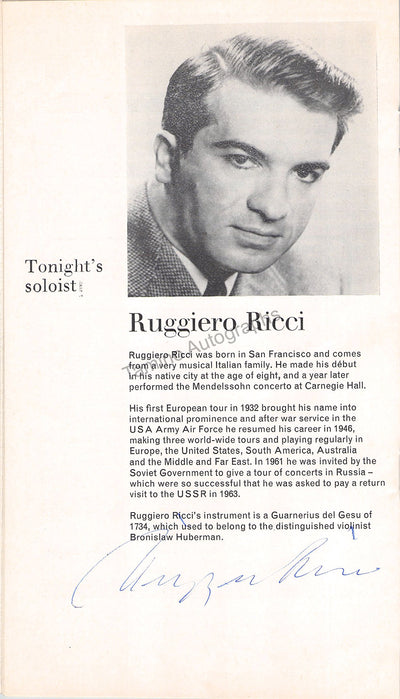 Tonight's
soloist:
Ruggiero Ricci
Tamino Autographs
Ruggiero Ricci was born in San Francisco and comes
from a very musical Italian family. He made his début
in his native city at the age of eight, and a year later
performed the Mendelssohn concerto at Carnegie Hall.
His first European tour in 1932 brought his name into
international prominence and after war service in the
USA Army Air Force he resumed his career in 1946,
making three world-wide tours and playing regularly in
Europe, the United States, South America, Australia
and the Middle and Far East. In 1961 he was invited by the
Soviet Government to give a tour of concerts in Russia –
which were so successful that he was asked to pay a return
visit to the USSR in 1963.
Ruggiero Ricci's instrument is a Guarnerius del Gesu of
1734, which used to belong to the distinguished violinist
Bronislaw Huberman.
Ruggiero Ricci